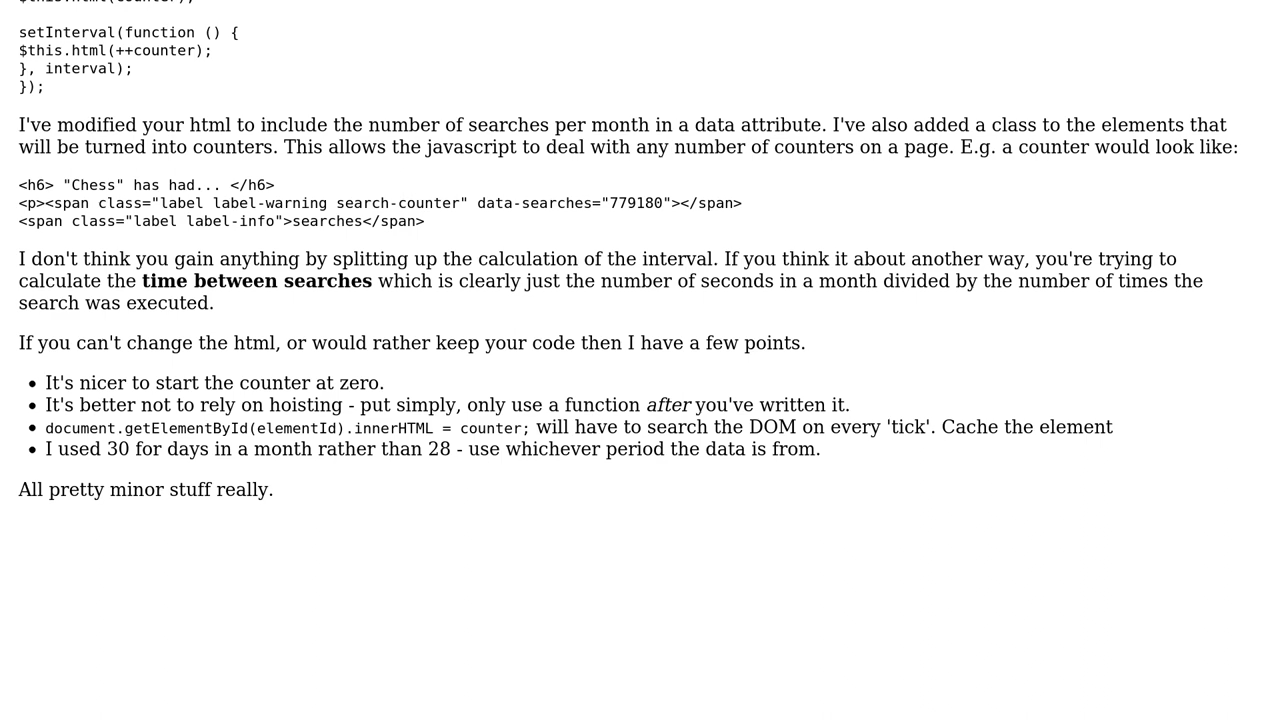 $this.html(counter);
setInterval(function () {
$this.html(++counter);
}, interval);
});
I've modified your html to include the number of searches per month in a data attribute. I've also added a class to the elements that
will be turned into counters. This allows the javascript to deal with any number of counters on a page. E.g. a counter would look like:
<h6> "Chess" has had... </h6>
<p><span class="label label-warning search-counter" data-searches="779180"></span>
<span class="label label-info">searches</span>
I don't think you gain anything by splitting up the calculation of the interval. If you think it about another way, you're trying to
calculate the time between searches which is clearly just the number of seconds in a month divided by the number of times the
search was executed.
If you can't change the html, or would rather keep your code then I have a few points.
• It's nicer to start the counter at zero.
• It's better not to rely on hoisting - put simply, only use a function after you've written it.
• document.getElementById(elementId).innerHTML = counter; will have to search the DOM on every 'tick'. Cache the element
• I used 30 for days in a month rather than 28 - use whichever period the data is from.
All pretty minor stuff really.